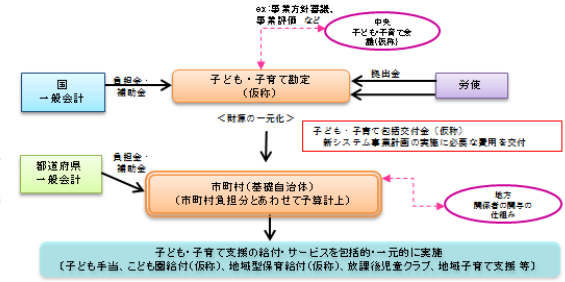 ex:事業方針審議、
事業評価 など
中央
子ども・子育て会
議(仮称)
国
一般会計
負担金・
補助金
子ども・子育て勘定
(仮称)
拠出金
労使
＜財源の一元化＞
子ども・子育て包括交付金（仮称）
新システム事業計画の実施に必要な費用を交付
都道府県
一般会計
負担金・
補助金
市町村(基礎自治体)
(市町村負担分とあわせて予算計上)
地方
関係者の関与の
仕組み
子ども・子育て支援の給付・サービスを包括的・一元的に実施
〔子ども手当、こども園給付(仮称)、地域型保育給付(仮称)、放課後児童クラブ、地域子育て支援 等〕